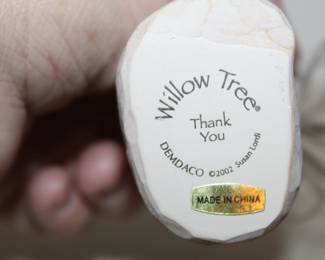 Willow Tree®
Thank
You
DEMDACO ©2002 Susan Lordi
MADE IN CHINA